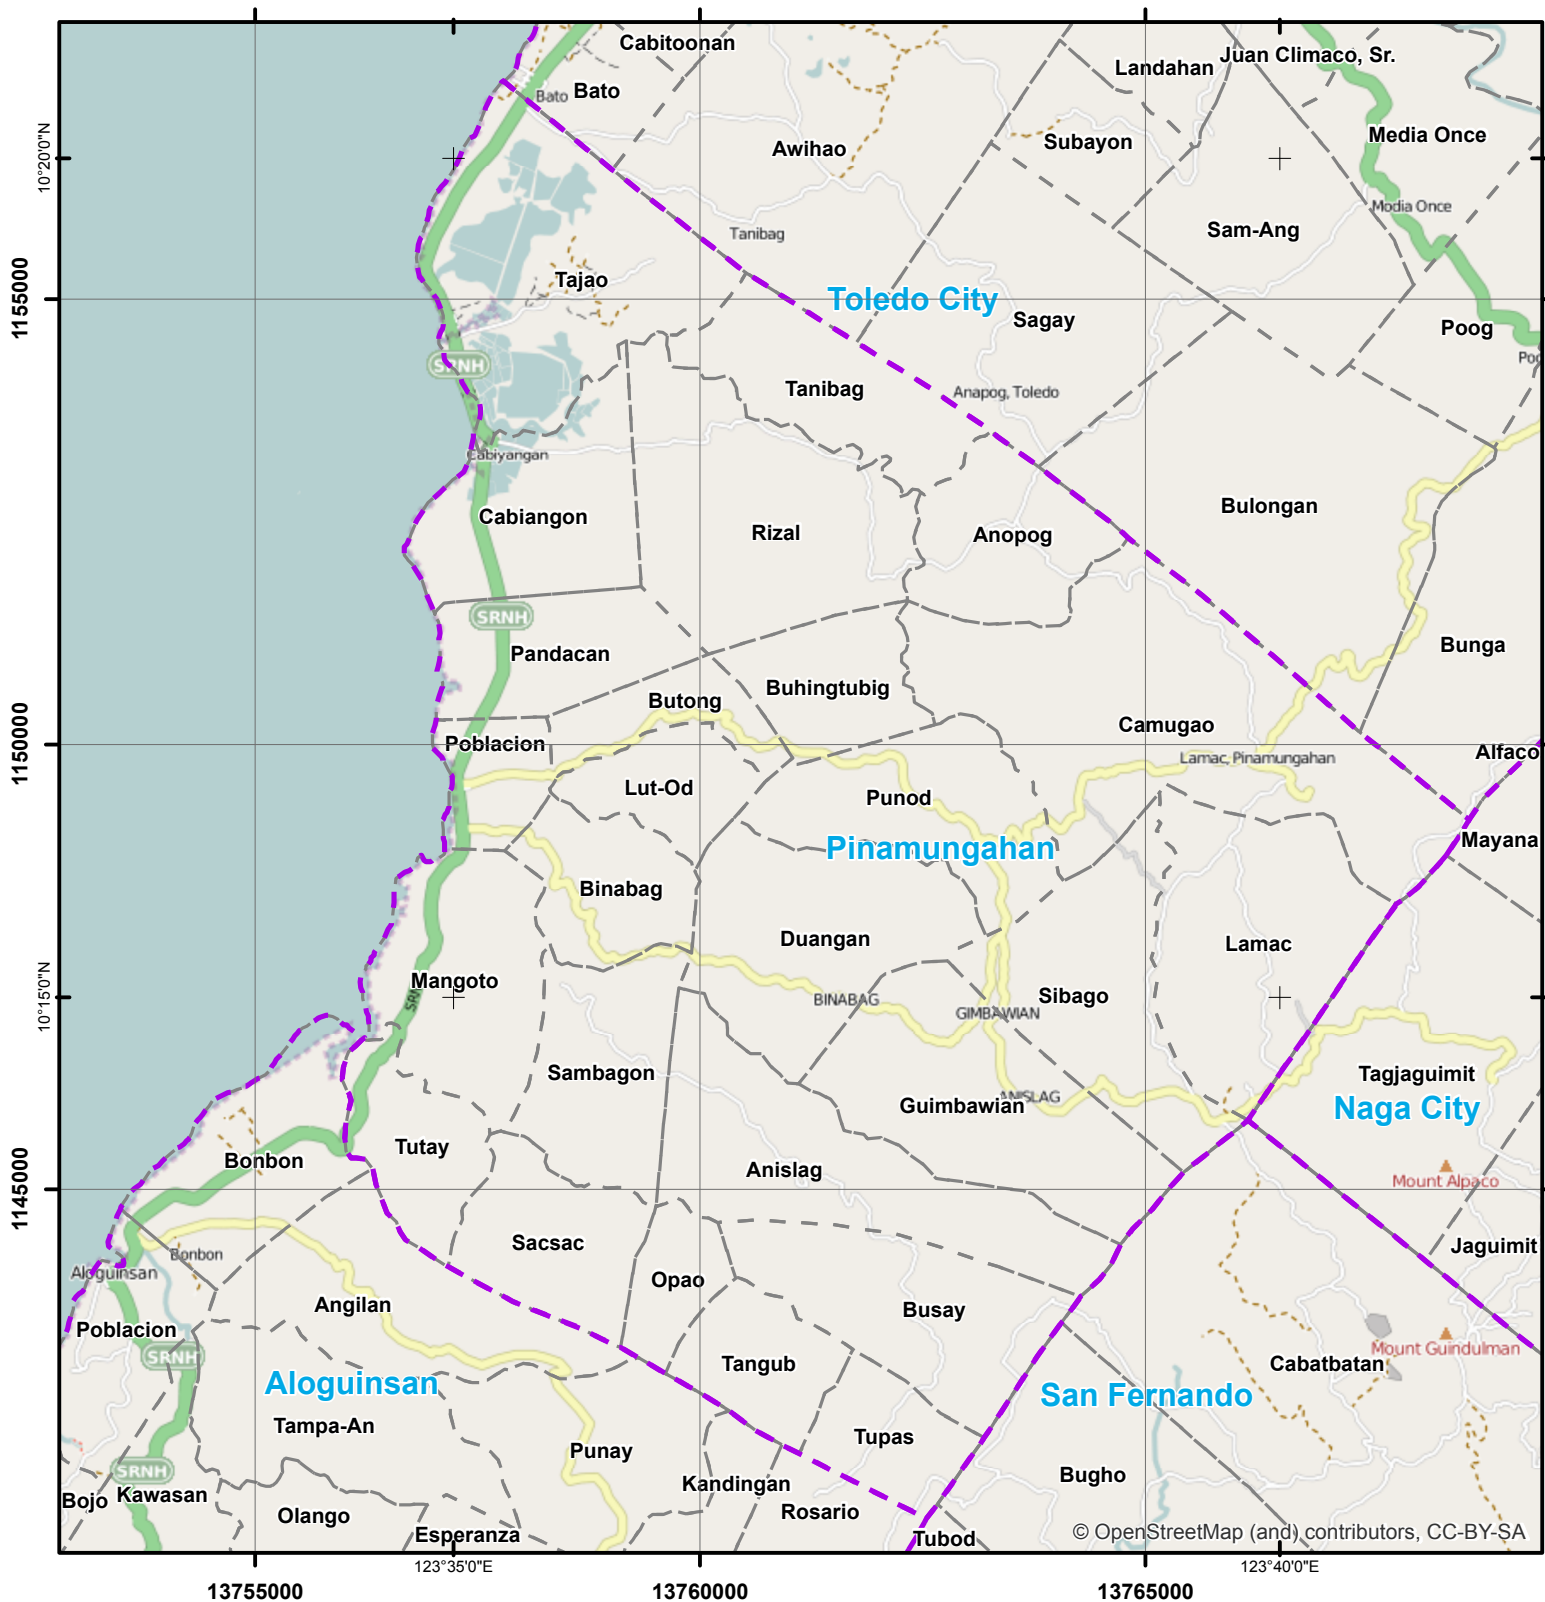 Cabitoonan
Juan Climaco, Sr.
Landahan
Bato
Bato
Media Once
Subayon
Awihao
10°20'0"N
Modia Once
Sam-Ang
Tanibag
Tajao
1155000
Toledo City
Sagay
Poog
SRNH
Tanibag
Anapog, Toledo
Cabiyangan
Bulongan
Cabiangon
Rizal
Anopog
SRNH
Bunga
Pandacan
Buhingtubig
Butong
Camugao
1150000
Poblacion
Alfaco
Lamac, Pinamungahan
Lut-Od
Punod
Mayana
Pinamungahan
Binabag
Duangan
Lamac
Mangoto
10°15'0"N
BINABAG
Sibago
GIMBAWIAN
Sambagon
Tagjaguimit
ANISLAG
Guimbawian
Naga City
Tutay
Bonbon
Anislag
Mount Alpaco
1145000
Sacsac
Jaguimit
Bonbon
Aloguinsan
Opao
Angilan
Busay
Poblacion
SRNH
Mount Guindulman
Tangub
Cabatbatan
Aloguinsan
San Fernando
Tampa-An
Tupas
Punay
SRNH
Bugho
Kandingan
Bojo
Kawasan
Rosario
Olango
Esperanza
Tubod
© OpenStreetMap (and) contributors, CC-BY-SA
123°35'0"E
123°40'0"E
13755000
13760000
13765000